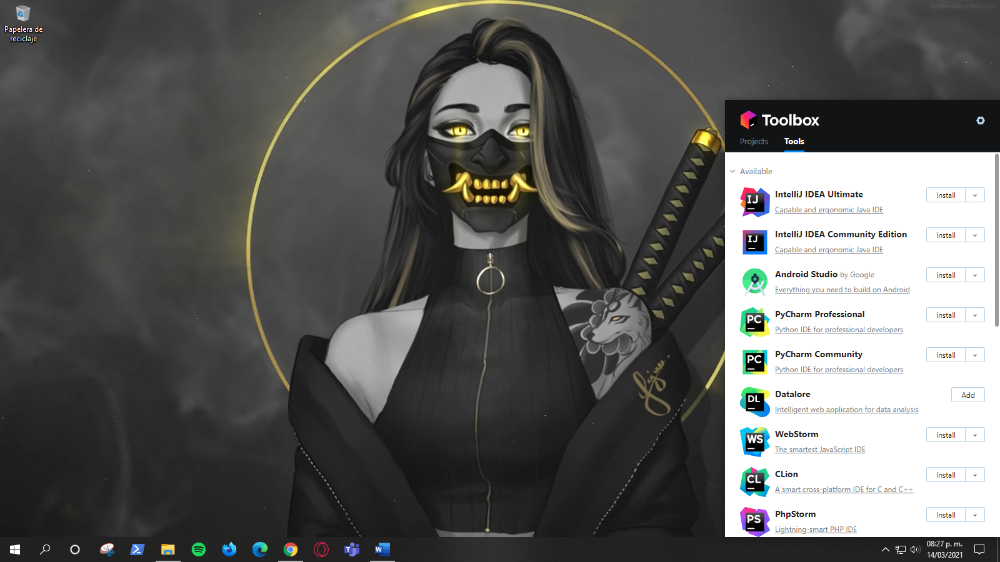 mylivewallpapers.com
Papelera de
reciclaje
Toolbox
Projects
Tools
Available
IJ
IntelliJ IDEA Ultimate
Capable and ergonomic Java IDE
Install
IJ
IntelliJ IDEA Community Edition
Capable and ergonomic Java IDE
Install
Android Studio by Google
Everything you need to build on Android
Install
PC
PyCharm Professional
Python IDE for professional developers
Install
PC
PyCharm Community
Python IDE for professional developers
Install
DL
Datalore
Intelligent web application for data analysis
Add
WS
WebStorm
The smartest JavaScript IDE
Install
CL
CLion
A smart cross-platform IDE for C and C++
Install
PS
PhpStorm
Lightning-smart PHP IDE
Install
08:27 p. m.
14/03/2021